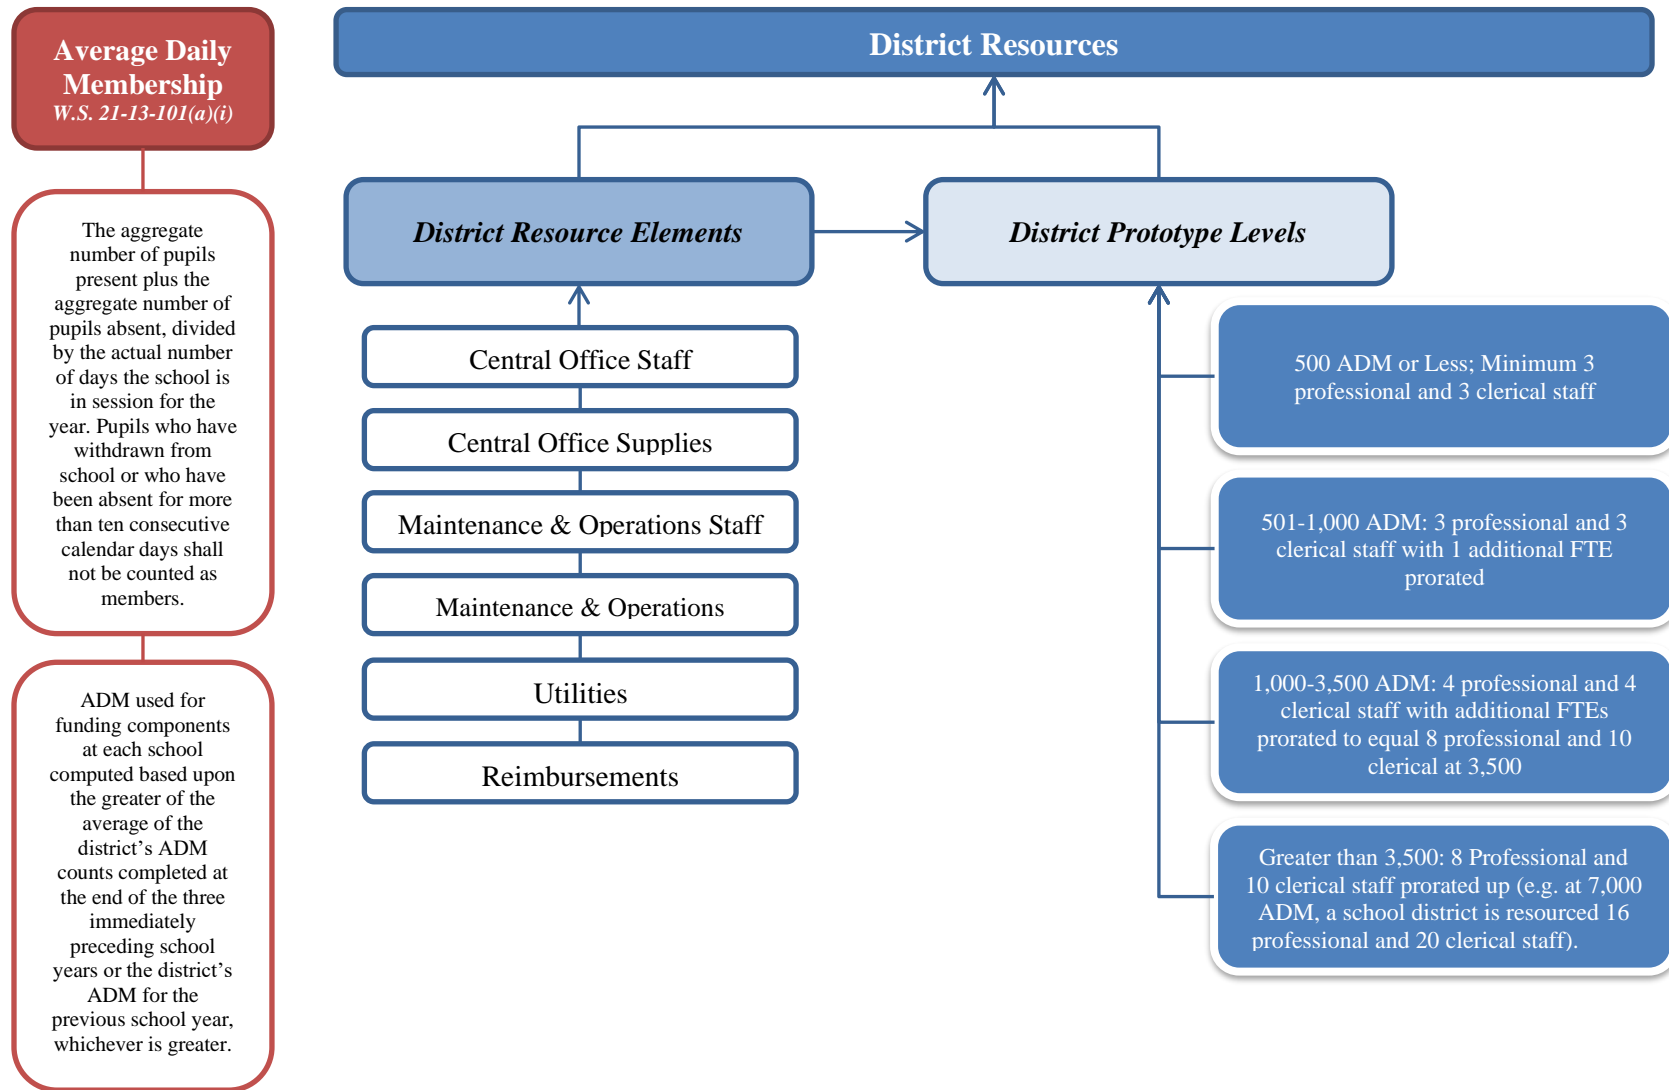 Average Daily
Membership
W.S. 21-13-101(a)(i)
The aggregate
number of pupils
present plus the
aggregate number of
pupils absent, divided
by the actual number
of days the school is
in session for the
year. Pupils who have
withdrawn from
school or who have
been absent for more
than ten consecutive
calendar days shall
not be counted as
members.
ADM used for
funding components
at each school
computed based upon
the greater of the
average of the
district’s ADM
counts completed at
the end of the three
immediately
preceding school
years or the district’s
ADM for the
previous school year,
whichever is greater.
District Resources
District Resource Elements
Central Office Staff
Central Office Supplies
Maintenance & Operations Staff
Maintenance & Operations
Utilities
Reimbursements
District Prototype Levels
500 ADM or Less; Minimum 3
professional and 3 clerical staff
501-1,000 ADM: 3 professional and 3
clerical staff with 1 additional FTE
prorated
1,000-3,500 ADM: 4 professional and 4
clerical staff with additional FTEs
prorated to equal 8 professional and 10
clerical at 3,500
Greater than 3,500: 8 Professional and
10 clerical staff prorated up (e.g. at 7,000
ADM, a school district is resourced 16
professional and 20 clerical staff).